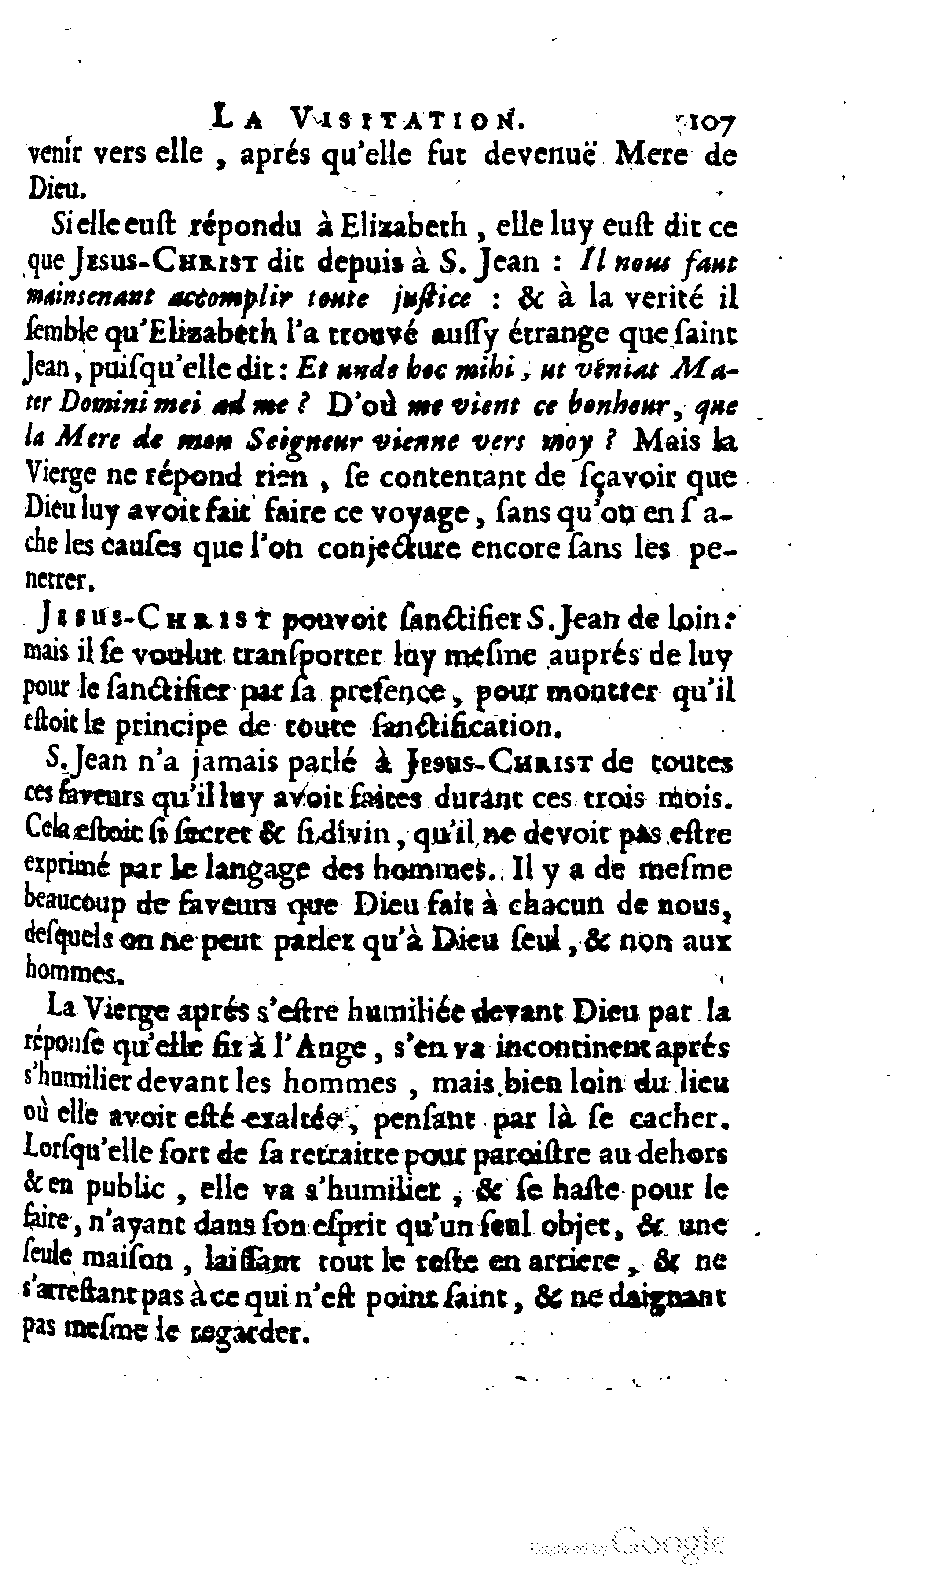 LA VISITATION. 107
venir vers elle, aprés qu'elle fut devenuë Mere de
Dieu.
Si elle euſt répondu à Elizabeth, elle luy euſt dit ce
que JESUS-CHRIST dit depuis à S. Jean : Il nous faut
maintenant accomplir toute juſtice : & à la verité il
ſemble qu'Elizabeth l'a trouvé auſſy étrange que ſaint
Jean, puiſqu'elle dit : Et unde hoc mihi, ut veniat Ma-
ter Domini mei ad me ? D'où me vient ce bonheur, que
la Mere de mon Seigneur vienne vers moy ? Mais la
Vierge ne répond rien, ſe contentant de ſçavoir que
Dieu luy avoit fait faire ce voyage, ſans qu'on en ſ a-
che les cauſes que l'on conjecture encore ſans les pe-
netrer.
JESUS-CHRIST pouvoit ſanctifier S. Jean de loin :
mais il ſe voulut tranſporter luy meſme auprés de luy
pour le ſanctifier par ſa preſence, pour montrer qu'il
eſtoit le principe de toute ſanctification.
S. Jean n'a jamais parlé à JESUS-CHRIST de toutes
ces faveurs qu'il luy avoit faites durant ces trois mois.
Cela eſtoit ſi ſecret & ſi divin, qu'il ne devoit pas eſtre
exprimé par le langage des hommes. Il y a de meſme
beaucoup de faveurs que Dieu fait à chacun de nous,
deſquels on ne peut parler qu'à Dieu ſeul, & non aux
hommes.
La Vierge aprés s'eſtre humiliée devant Dieu par la
réponſe qu'elle fit à l'Ange, s'en va incontinent aprés
s'humilier devant les hommes, mais bien loin du lieu
où elle avoit eſté exaltée, penſant par là ſe cacher.
Lorſqu'elle ſort de ſa retraitte pour paroiſtre au dehors
& en public, elle va s'humilier, & ſe haſte pour le
faire, n'ayant dans ſon eſprit qu'un ſeul objet, & une
ſeule maiſon, laiſſant tout le reſte en arriere, & ne
s'arreſtant pas à ce qui n'eſt point ſaint, & ne daignant
pas meſme le regarder.
Google